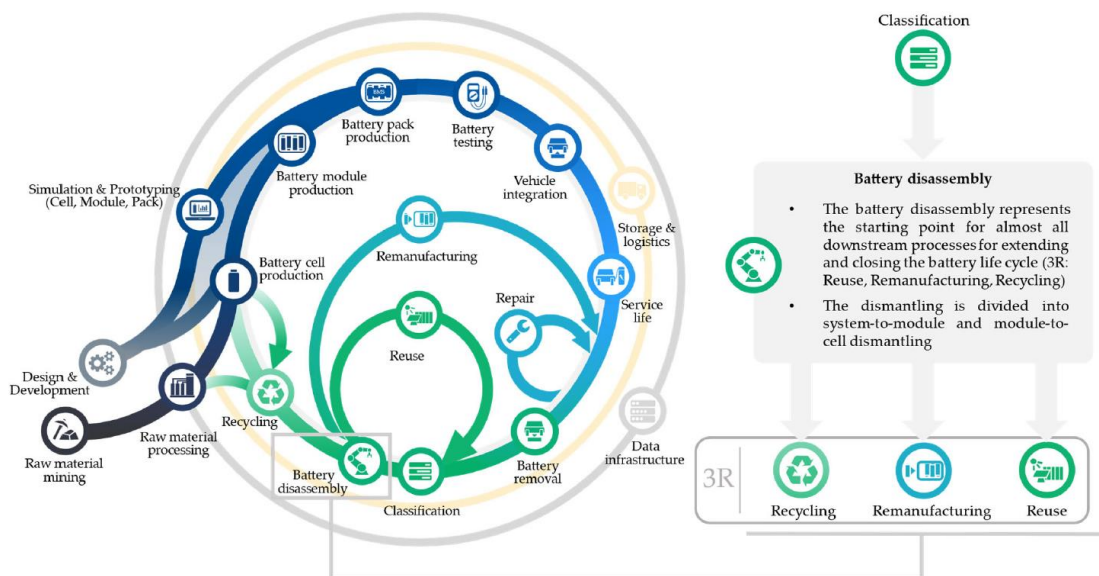 Battery pack
production
BMS
Battery
testing
Battery module
production
Vehicle
integration
Simulation & Prototyping
(Cell, Module, Pack)
Storage &
logistics
Battery cell
production
Remanufacturing
Service
life
Repair
Reuse
Design &
Development
Recycling
Raw material
processing
Raw material
mining
Data
infrastructure
Battery
disassembly
Battery
removal
Classification
Classification
Battery disassembly
• The battery disassembly represents
the starting point for almost all
downstream processes for extending
and closing the battery life cycle (3R:
Reuse, Remanufacturing, Recycling)
• The dismantling is divided into
system-to-module and module-to-
cell dismantling
3R
Recycling
Remanufacturing
Reuse